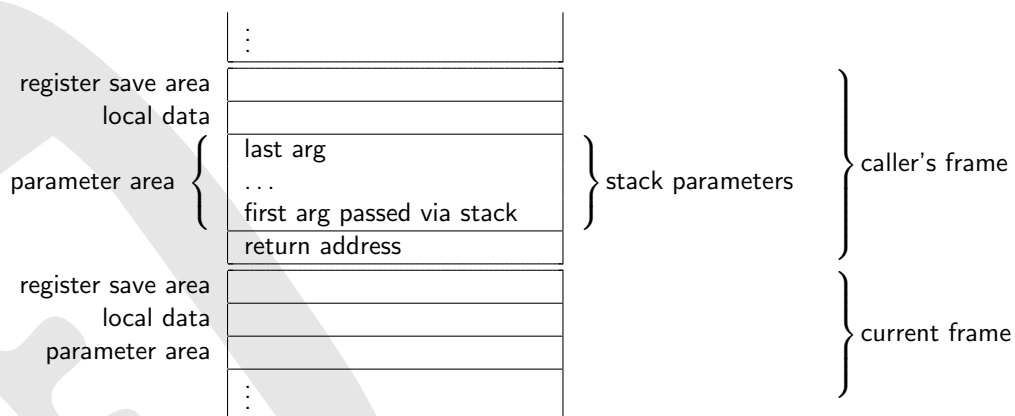 ⋮
register save area
local data
last arg
parameter area
. . .
stack parameters
caller's frame
first arg passed via stack
return address
register save area
local data
current frame
parameter area
⋮